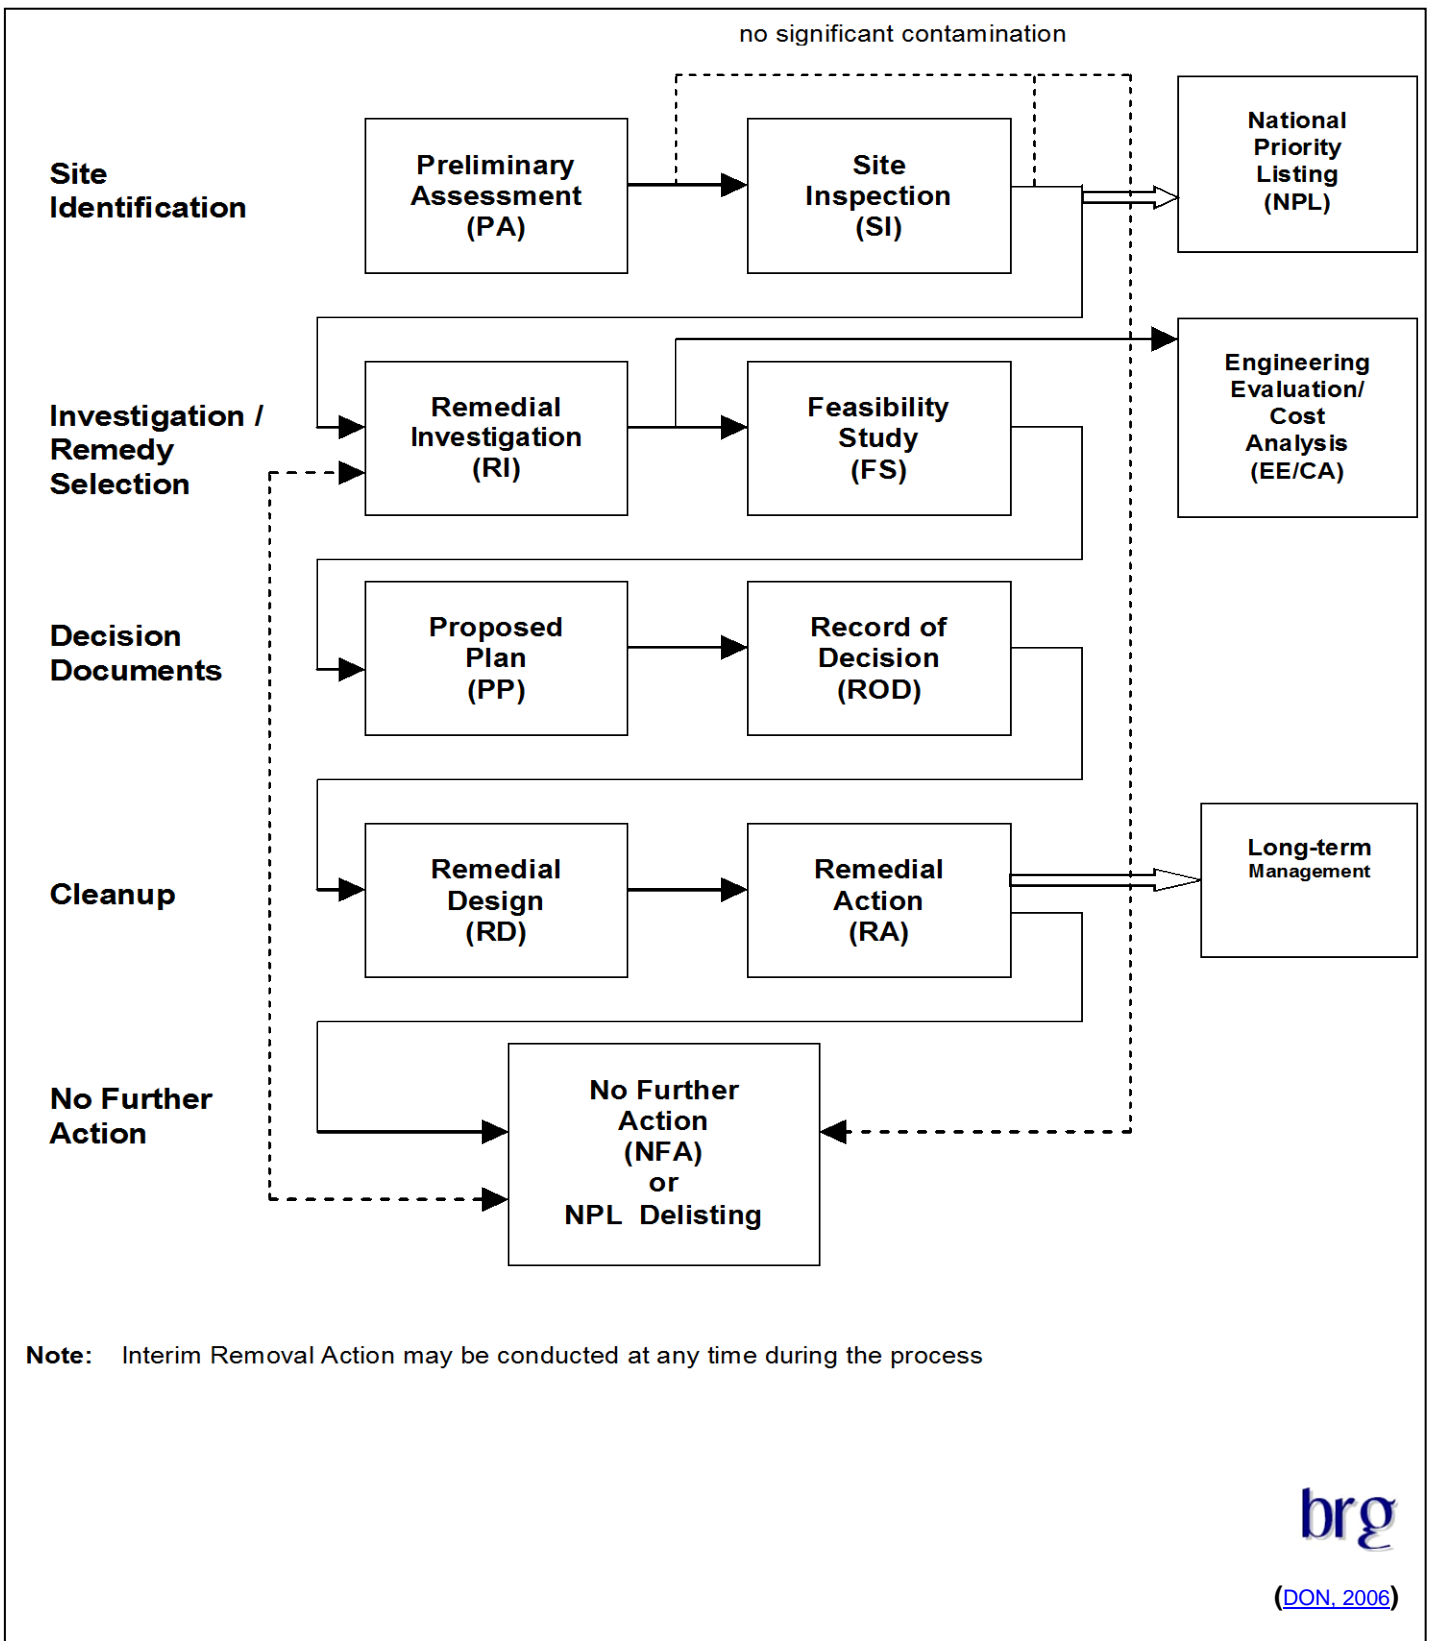 no significant contamination
Site
Identification
Preliminary
Assessment
(PA)
Site
Inspection
(SI)
National
Priority
Listing
(NPL)
Investigation /
Remedy
Selection
Remedial
Investigation
(RI)
Feasibility
Study
(FS)
Engineering
Evaluation/
Cost
Analysis
(EE/CA)
Decision
Documents
Proposed
Plan
(PP)
Record of
Decision
(ROD)
Cleanup
Remedial
Design
(RD)
Remedial
Action
(RA)
Long-term
Management
No Further
Action
No Further
Action
(NFA)
or
NPL Delisting
Note: Interim Removal Action may be conducted at any time during the process
brg
(DON, 2006)